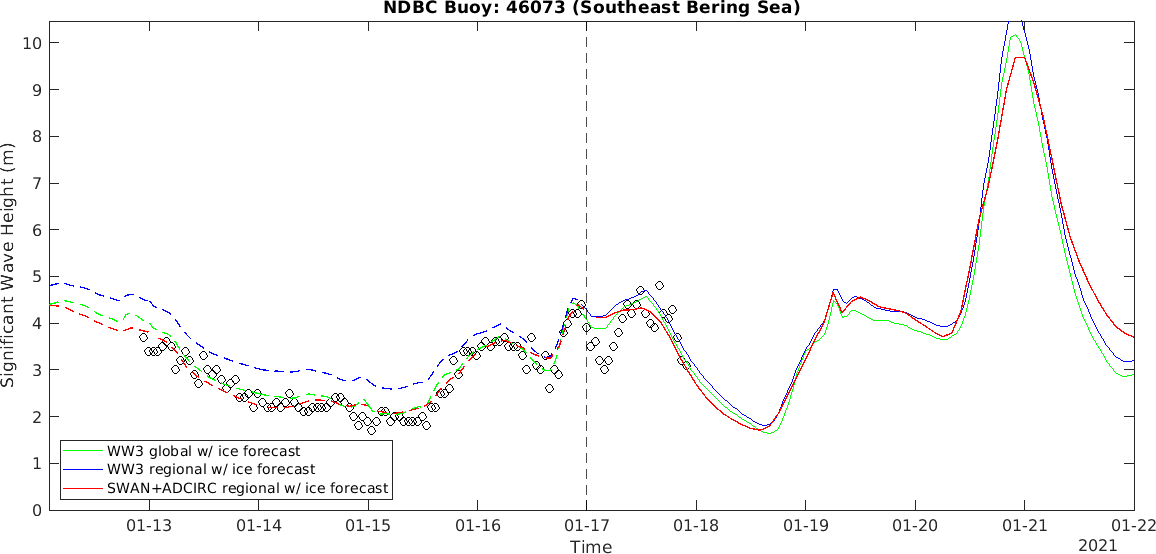 NDBC Buoy: 46073 (Southeast Bering Sea)
Significant Wave Height (m)
10
9
8
7
6
5
4
3
2
1
0
WW3 global w/ ice forecast
WW3 regional w/ ice forecast
SWAN+ADCIRC regional w/ ice forecast
01-13 01-14 01-15 01-16 01-17 01-18 01-19 01-20 01-21 01-22
Time
2021